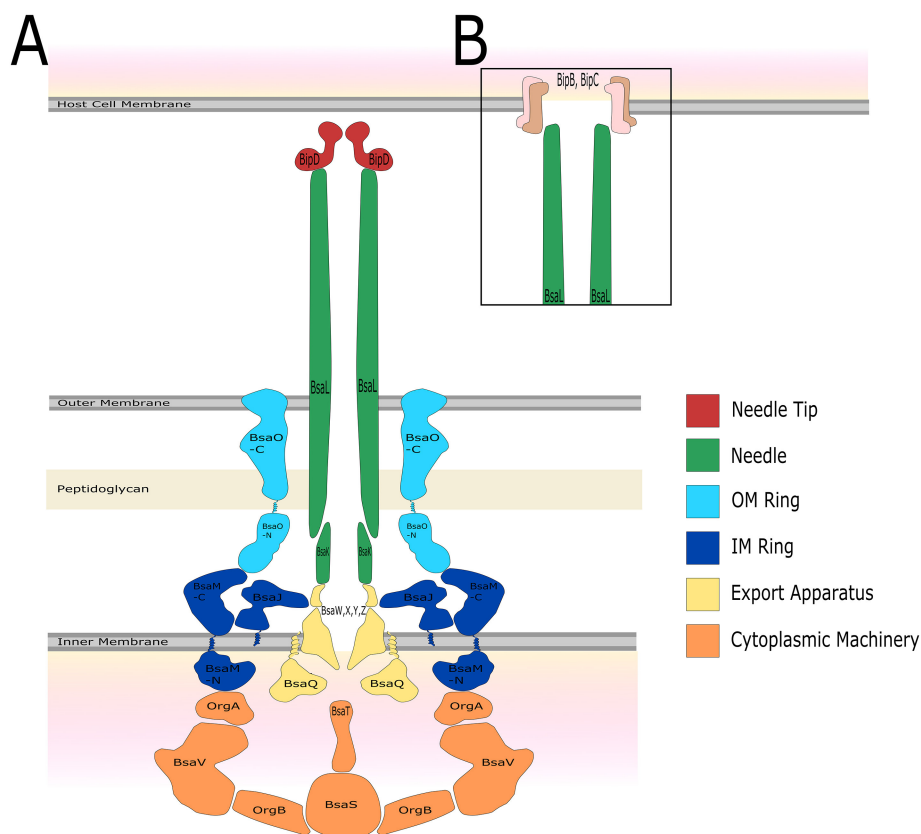 A
B
BipB, BipC
Host Cell Membrane
BipD
BipD
BsaL
BsaL
BsaL
BsaL
Outer Membrane
BsaO
-C
BsaO
-C
Needle Tip
Needle
Peptidoglycan
OM Ring
BsaO
-N
BsaO
-N
IM Ring
BsaK
BsaK
BsaM
-C
BsaJ
BsaJ
BsaM
-C
Export Apparatus
BsaW,X,Y,Z
Inner Membrane
Cytoplasmic Machinery
BsaM
-N
BsaQ
BsaQ
BsaM
-N
OrgA
BsaT
OrgA
BsaV
BsaV
OrgB
BsaS
OrgB